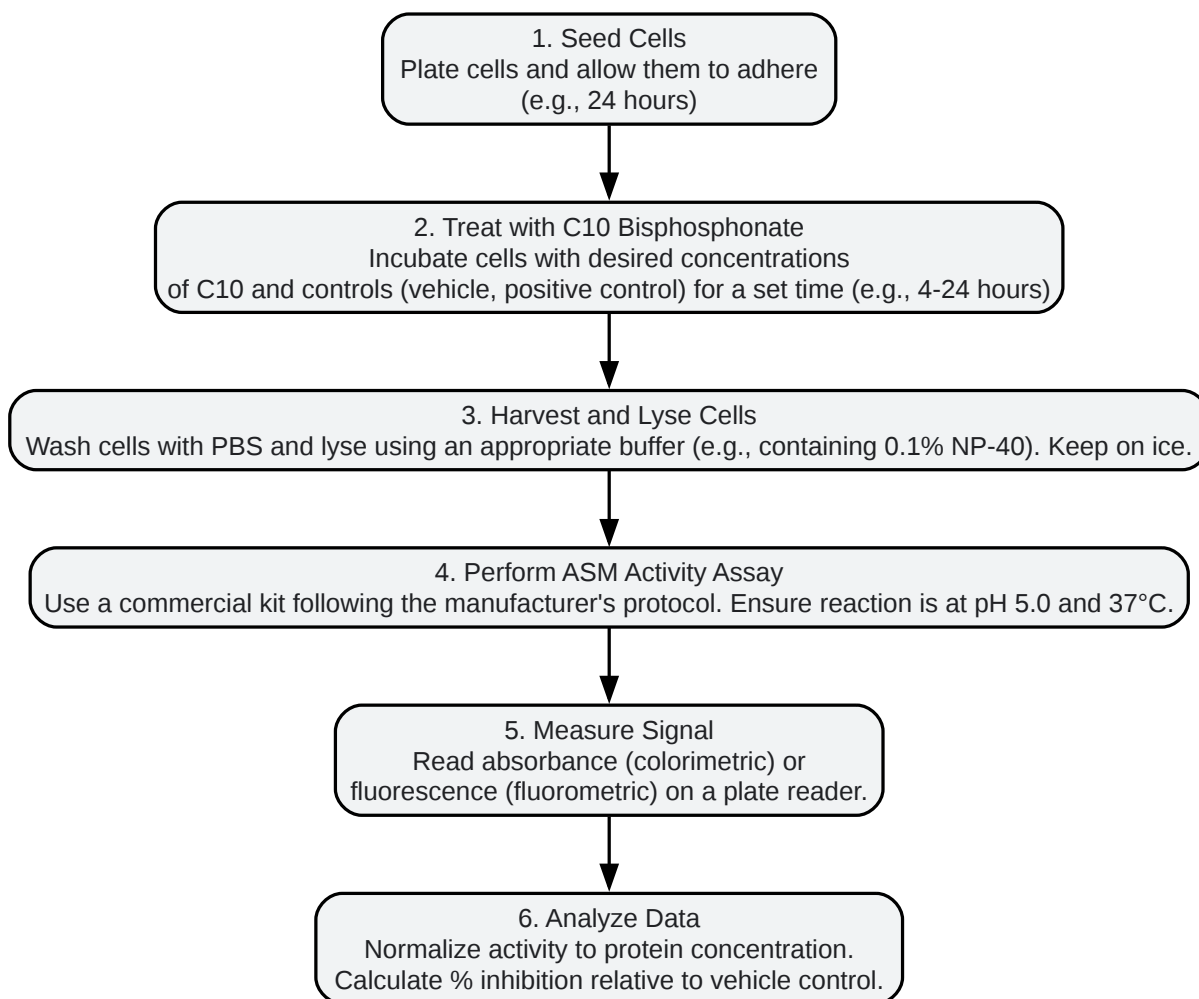 1. Seed Cells
Plate cells and allow them to adhere
(e.g., 24 hours)
2. Treat with C10 Bisphosphonate
Incubate cells with desired concentrations
of C10 and controls (vehicle, positive control) for a set time (e.g., 4-24 hours)
3. Harvest and Lyse Cells
Wash cells with PBS and lyse using an appropriate buffer (e.g., containing 0.1% NP-40). Keep on ice.
4. Perform ASM Activity Assay
Use a commercial kit following the manufacturer's protocol. Ensure reaction is at pH 5.0 and 37°C.
5. Measure Signal
Read absorbance (colorimetric) or
fluorescence (fluorometric) on a plate reader.
6. Analyze Data
Normalize activity to protein concentration.
Calculate % inhibition relative to vehicle control.